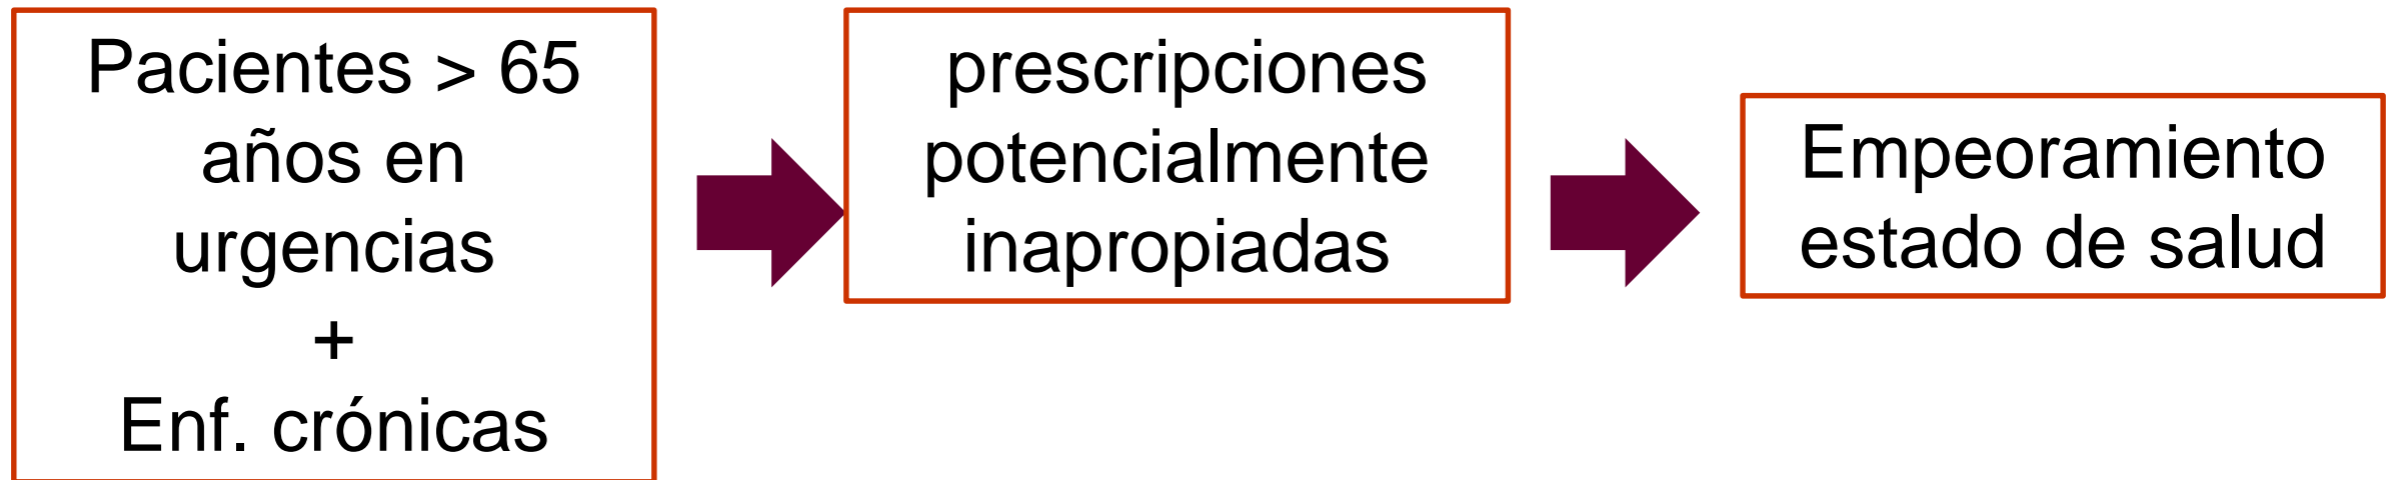 Pacientes > 65
años en
urgencias
+
Enf. crónicas
prescripciones
potencialmente
inapropiadas
Empeoramiento
estado de salud